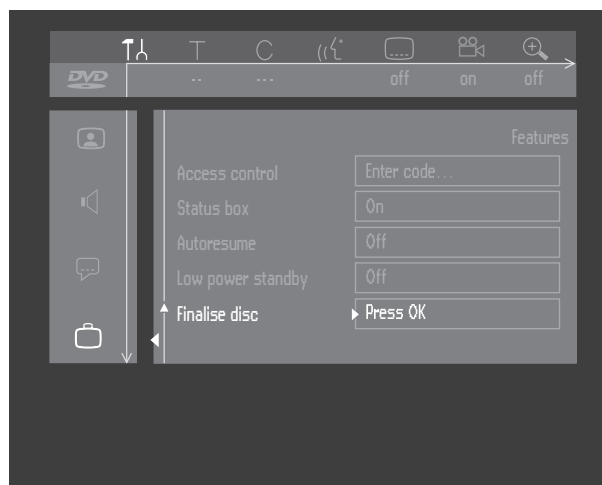 T C
DVD -- --- off on off
Features
Access control Enter code...
Status box On
Autoresume Off
Low power standby Off
Finalise disc Press OK